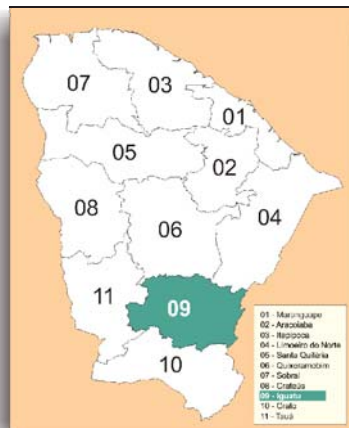 07
03
01
05
02
08
04
06
11
09
10
01 - Maranguape
02 - Aracoiaba
03 - Itapipoca
04 - Limoeiro do Norte
05 - Santa Quitéria
06 - Quixeramobim
07 - Sobral
08 - Crateús
09 - Iguatu
10 - Crato
11 - Tauá